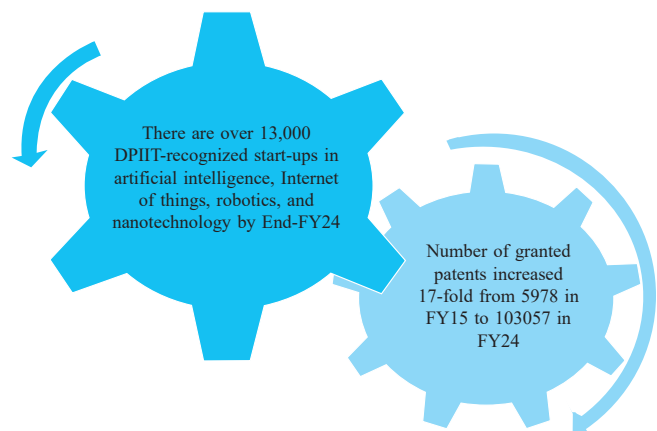 There are over 13,000
DPIIT-recognized start-ups in
artificial intelligence, Internet
of things, robotics, and
nanotechnology by End-FY24
Number of granted
patents increased
17-fold from 5978 in
FY15 to 103057 in
FY24